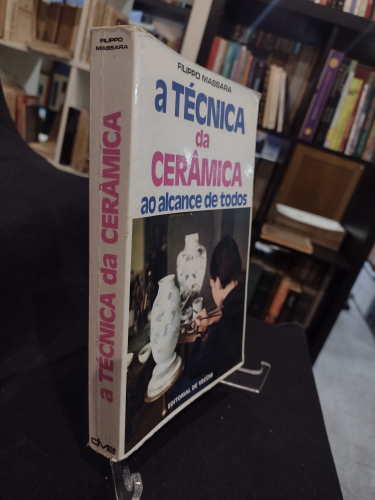 FILIPPO
MASSARA
a TÉCNICA da CERÂMICA
dve
FILIPPO MASSARA
a TÉCNICA
da
CERÂMICA
ao alcance de todos
EDITORIAL DE VECCHI